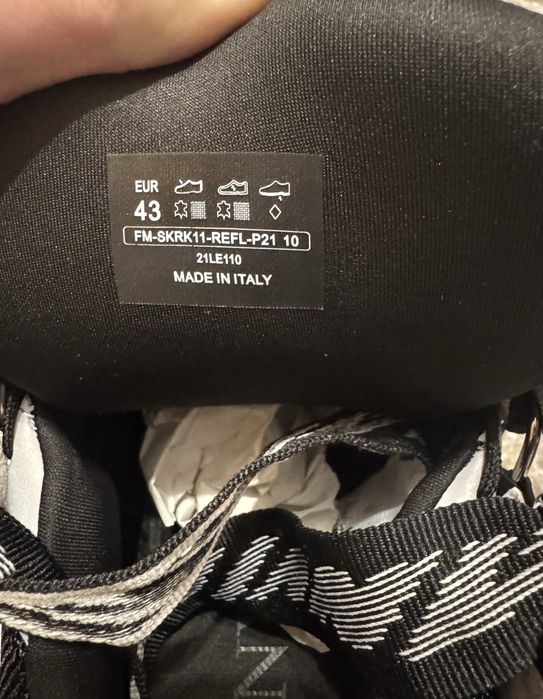 EUR
43
FM-SKRK11-REFL-P21 10
21LE110
MADE IN ITALY